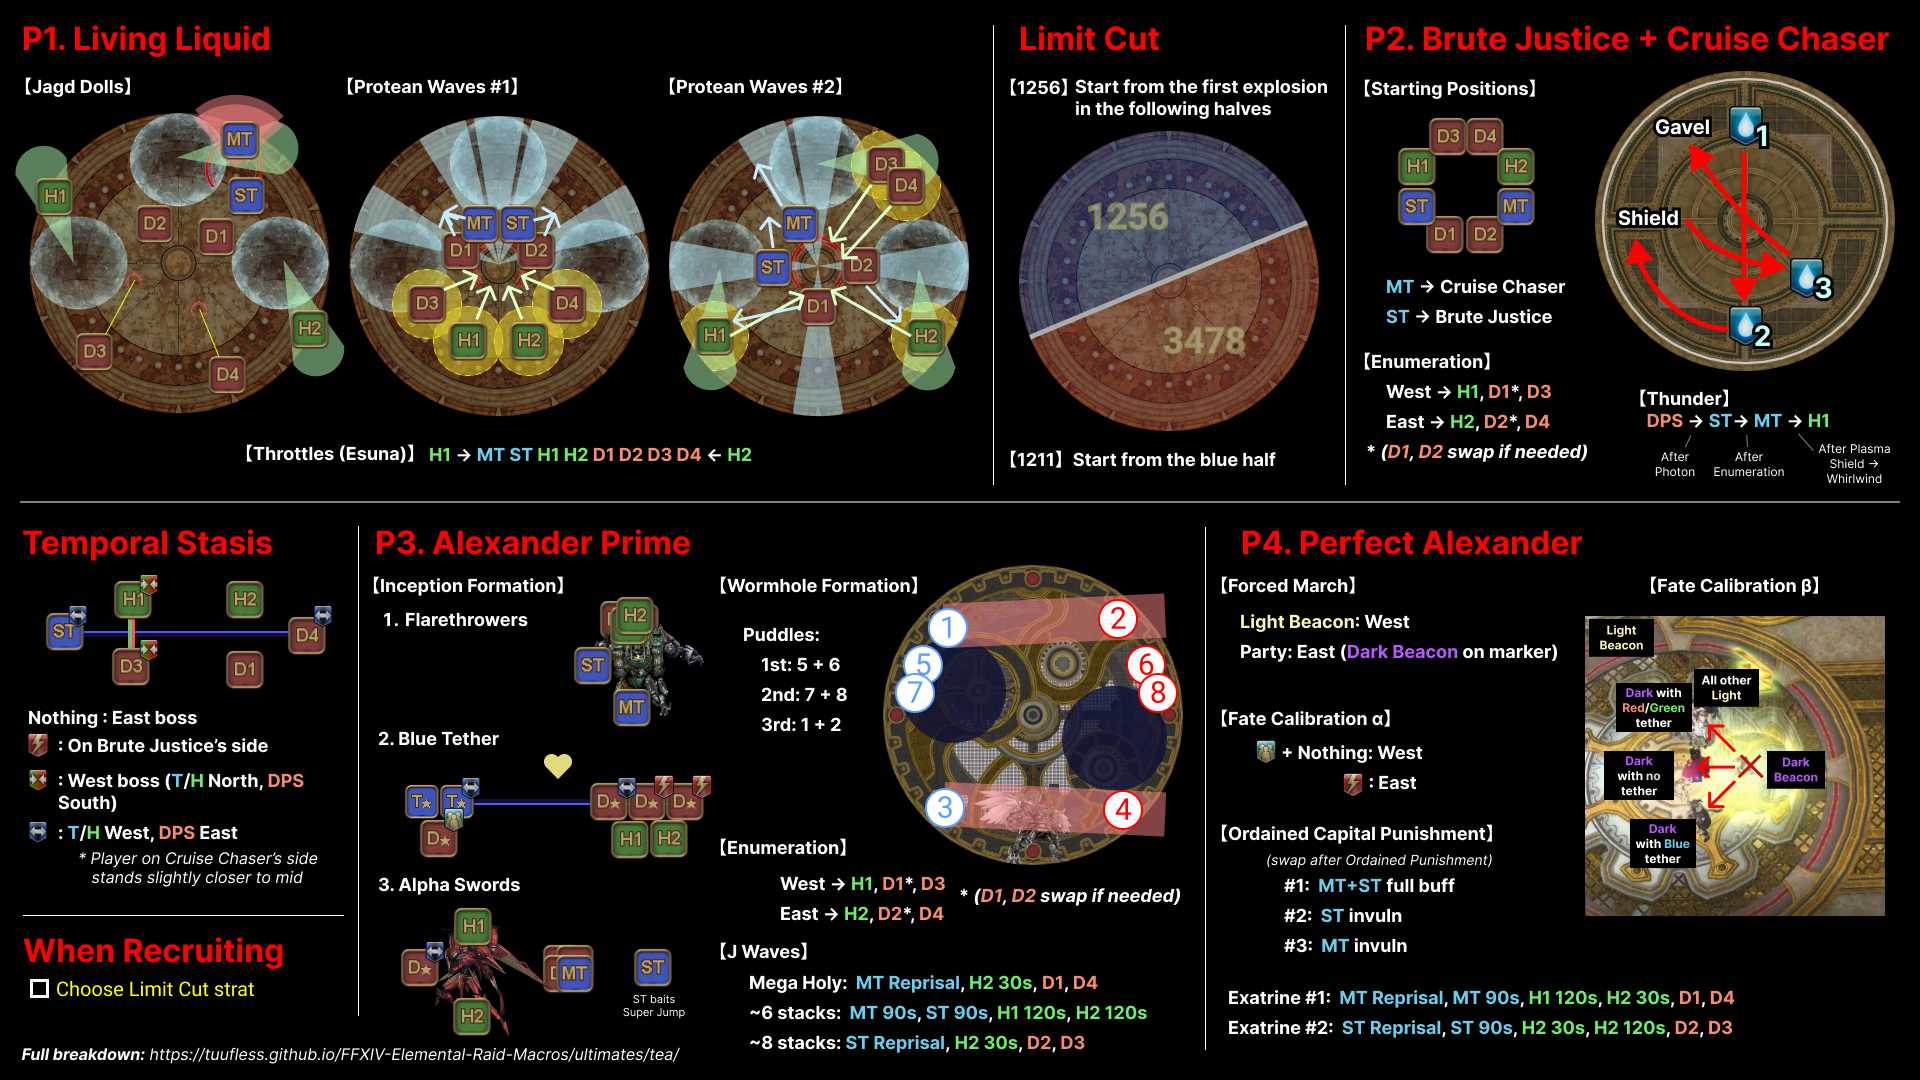 P1. Living Liquid
【Jagd Dolls】
MT
H1
ST
D2
D1
H2
D3
D4
【Protean Waves #1】
MT
ST
D1
D2
D3
D4
H1
H2
【Protean Waves #2】
D3
D4
MT
ST
D2
D1
H1
H2
【Throttles (Esuna)】 H1 → MT ST H1 H2 D1 D2 D3 D4 ← H2
Limit Cut
【1256】 Start from the first explosion
in the following halves
1256
3478
【1211】 Start from the blue half
P2. Brute Justice + Cruise Chaser
【Starting Positions】
D3
D4
H1
H2
ST
MT
D1
D2
MT → Cruise Chaser
ST → Brute Justice
【Enumeration】
West → H1, D1*, D3
East → H2, D2*, D4
* (D1, D2 swap if needed)
Gavel
1
Shield
3
2
【Thunder】
DPS → ST → MT → H1
After
Photon
After
Enumeration
After Plasma
Shield →
Whirlwind
Temporal Stasis
H1
H2
ST
D4
D3
D1
Nothing : East boss
: On Brute Justice's side
: West boss (T/H North, DPS
South)
: T/H West, DPS East
* Player on Cruise Chaser's side
stands slightly closer to mid
When Recruiting
Choose Limit Cut strat
P3. Alexander Prime
【Inception Formation】
1. Flarethrowers
H2
ST
MT
2. Blue Tether
T★
T★
D★
D★
D★
D★
H1
H2
3. Alpha Swords
H1
D★
D
MT
ST
H2
ST baits
Super Jump
【Wormhole Formation】
Puddles:
1st: 5 + 6
2nd: 7 + 8
3rd: 1 + 2
1
2
5
6
7
8
3
4
【Enumeration】
West → H1, D1*, D3
East → H2, D2*, D4
* (D1, D2 swap if needed)
【J Waves】
Mega Holy: MT Reprisal, H2 30s, D1, D4
~6 stacks: MT 90s, ST 90s, H1 120s, H2 120s
~8 stacks: ST Reprisal, H2 30s, D2, D3
P4. Perfect Alexander
【Forced March】
Light Beacon: West
Party: East (Dark Beacon on marker)
【Fate Calibration α】
+ Nothing: West
: East
【Ordained Capital Punishment】
(swap after Ordained Punishment)
#1: MT+ST full buff
#2: ST invuln
#3: MT invuln
【Fate Calibration β】
Light
Beacon
All other
Light
Dark with
Red/Green
tether
Dark
with no
tether
Dark
Beacon
Dark
with Blue
tether
Exatrine #1: MT Reprisal, MT 90s, H1 120s, H2 30s, D1, D4
Exatrine #2: ST Reprisal, ST 90s, H2 30s, H2 120s, D2, D3
Full breakdown: https://tuufless.github.io/FFXIV-Elemental-Raid-Macros/ultimates/tea/